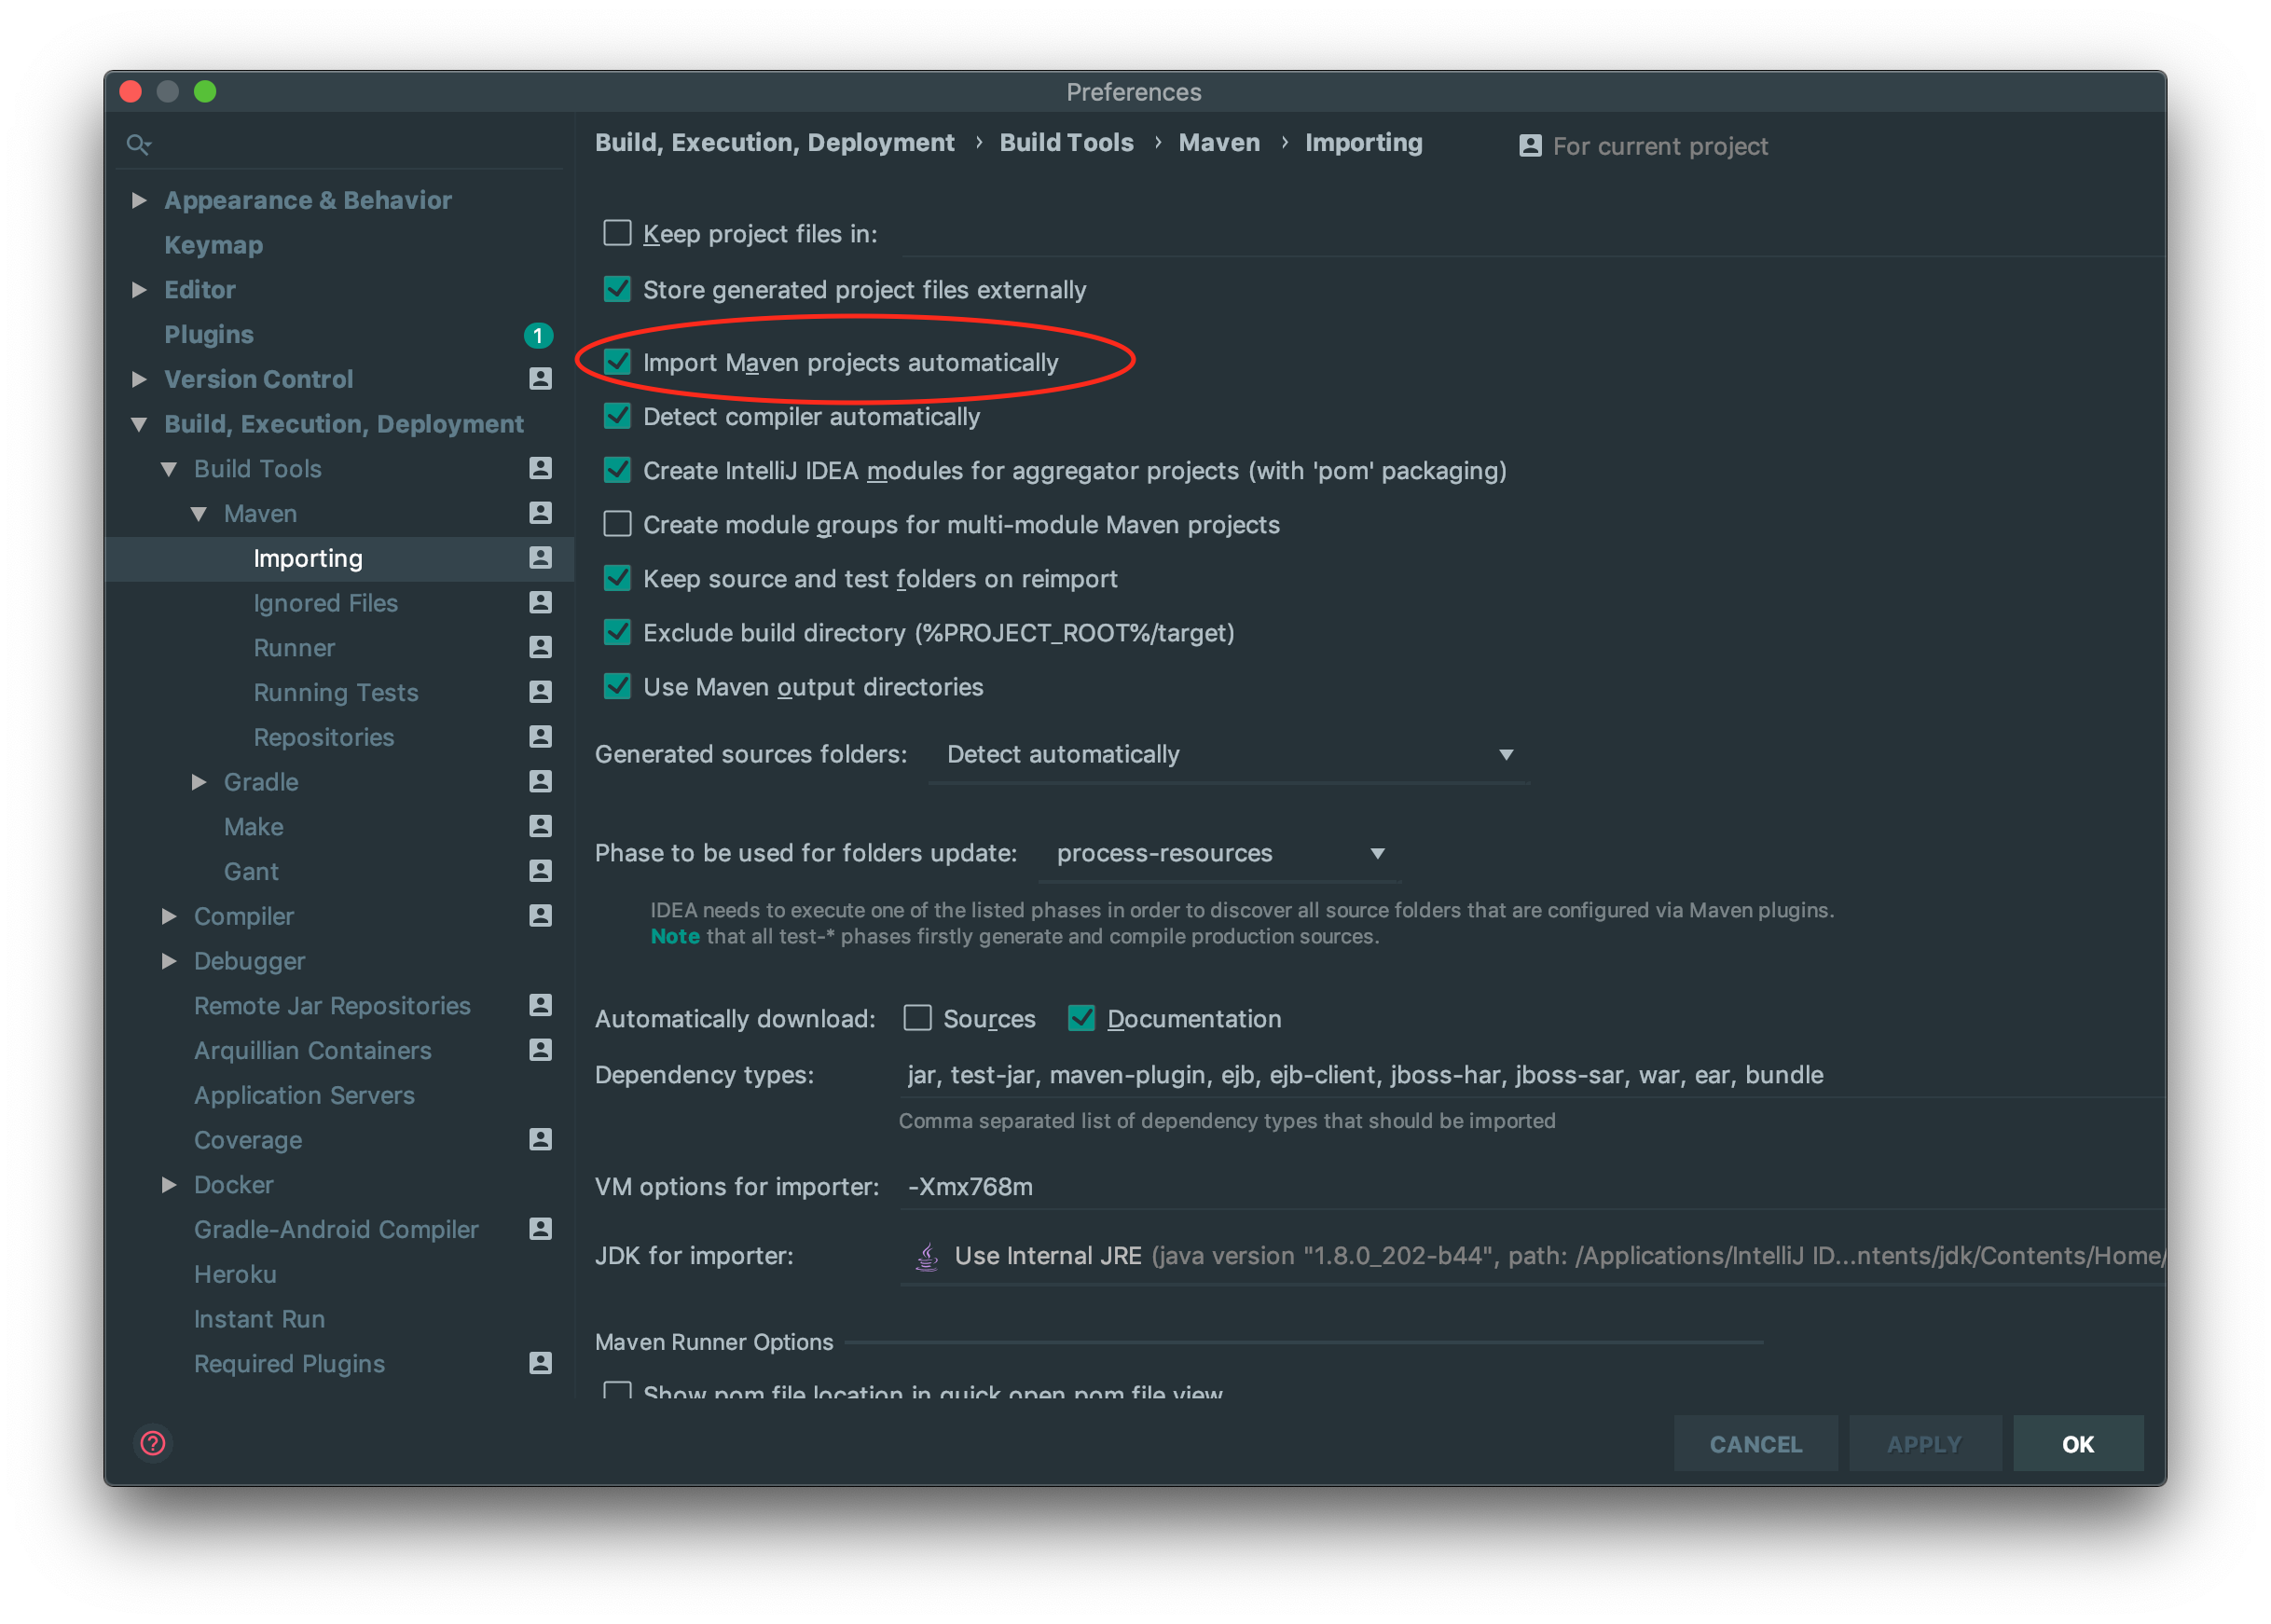 Preferences
Build, Execution, Deployment › Build Tools › Maven › Importing For current project
Appearance & Behavior
Keymap
Editor
Plugins 1
Version Control
Build, Execution, Deployment
Build Tools
Maven
Importing
Ignored Files
Runner
Running Tests
Repositories
Gradle
Make
Gant
Compiler
Debugger
Remote Jar Repositories
Arquillian Containers
Application Servers
Coverage
Docker
Gradle-Android Compiler
Heroku
Instant Run
Required Plugins
Keep project files in:
Store generated project files externally
Import Maven projects automatically
Detect compiler automatically
Create IntelliJ IDEA modules for aggregator projects (with 'pom' packaging)
Create module groups for multi-module Maven projects
Keep source and test folders on reimport
Exclude build directory (%PROJECT_ROOT%/target)
Use Maven output directories
Generated sources folders: Detect automatically
Phase to be used for folders update: process-resources
IDEA needs to execute one of the listed phases in order to discover all source folders that are configured via Maven plugins.
Note that all test-* phases firstly generate and compile production sources.
Automatically download: Sources Documentation
Dependency types: jar, test-jar, maven-plugin, ejb, ejb-client, jboss-har, jboss-sar, war, ear, bundle
Comma separated list of dependency types that should be imported
VM options for importer: -Xmx768m
JDK for importer: Use Internal JRE (java version "1.8.0_202-b44", path: /Applications/IntelliJ ID...ntents/jdk/Contents/Home/
Maven Runner Options
Show pom file location in quick open pom file view
? CANCEL APPLY OK